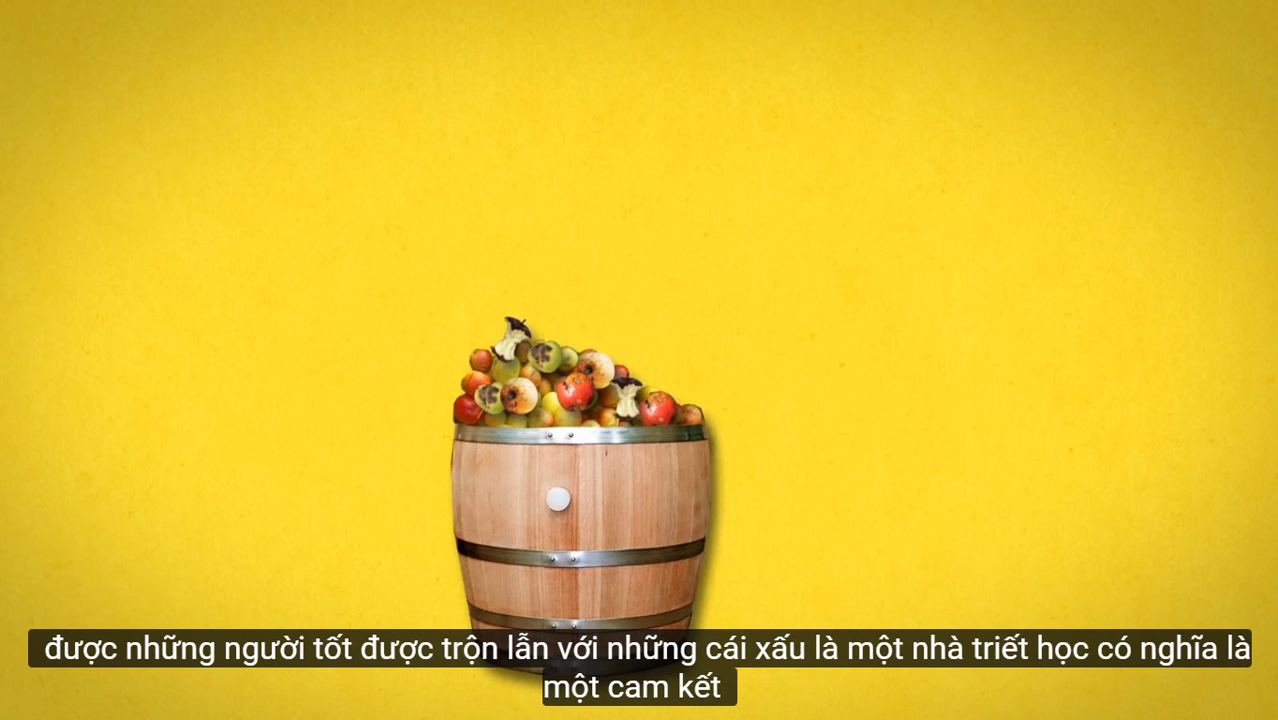 được những người tốt được trộn lẫn với những cái xấu là một nhà triết học có nghĩa là
một cam kết